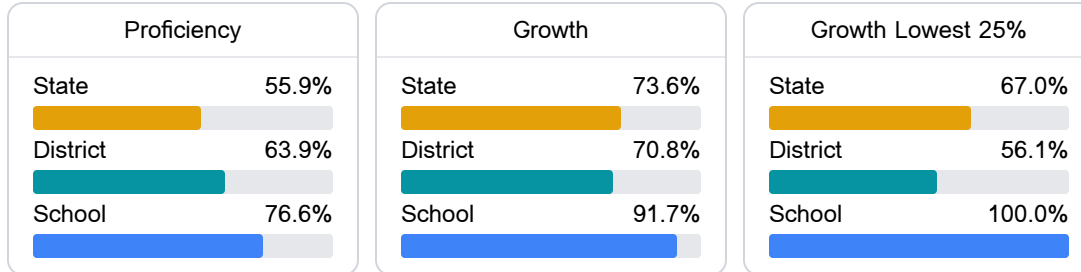 Proficiency
State 55.9%
District 63.9%
School 76.6%
Growth
State 73.6%
District 70.8%
School 91.7%
Growth Lowest 25%
State 67.0%
District 56.1%
School 100.0%